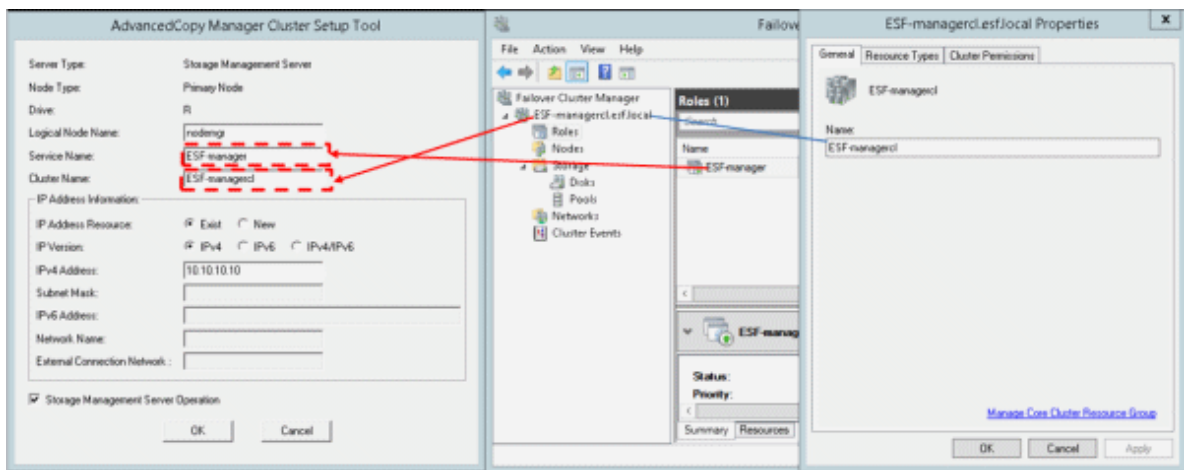 AdvancedCopy Manager Cluster Setup Tool
Server Type: Storage Management Server
Node Type: Primary Node
Drive: R
Logical Node Name: nodemgr
Service Name: ESF-manager
Cluster Name: ESF-managercl
IP Address Information:
IP Address Resource: Exist New
IP Version: IPv4 IPv6 IPv4/IPv6
IPv4 Address: 10.10.10.10
Subnet Mask:
IPv6 Address:
Network Name:
External Connection Network :
Storage Management Server Operation
OK Cancel
Failove
File Action View Help
Failover Cluster Manager
ESF-managercl.esf.local
Roles
Nodes
Storage
Disks
Pools
Networks
Cluster Events
Roles (1)
Search
Name
ESF-manager
ESF-manag
Status:
Priority:
Summary Resources
ESF-managercl.esf.local Properties
x
General Resource Types Cluster Permissions
ESF-managercl
Name:
ESF-managercl
Manage Core Cluster Resource Group
OK Cancel Apply